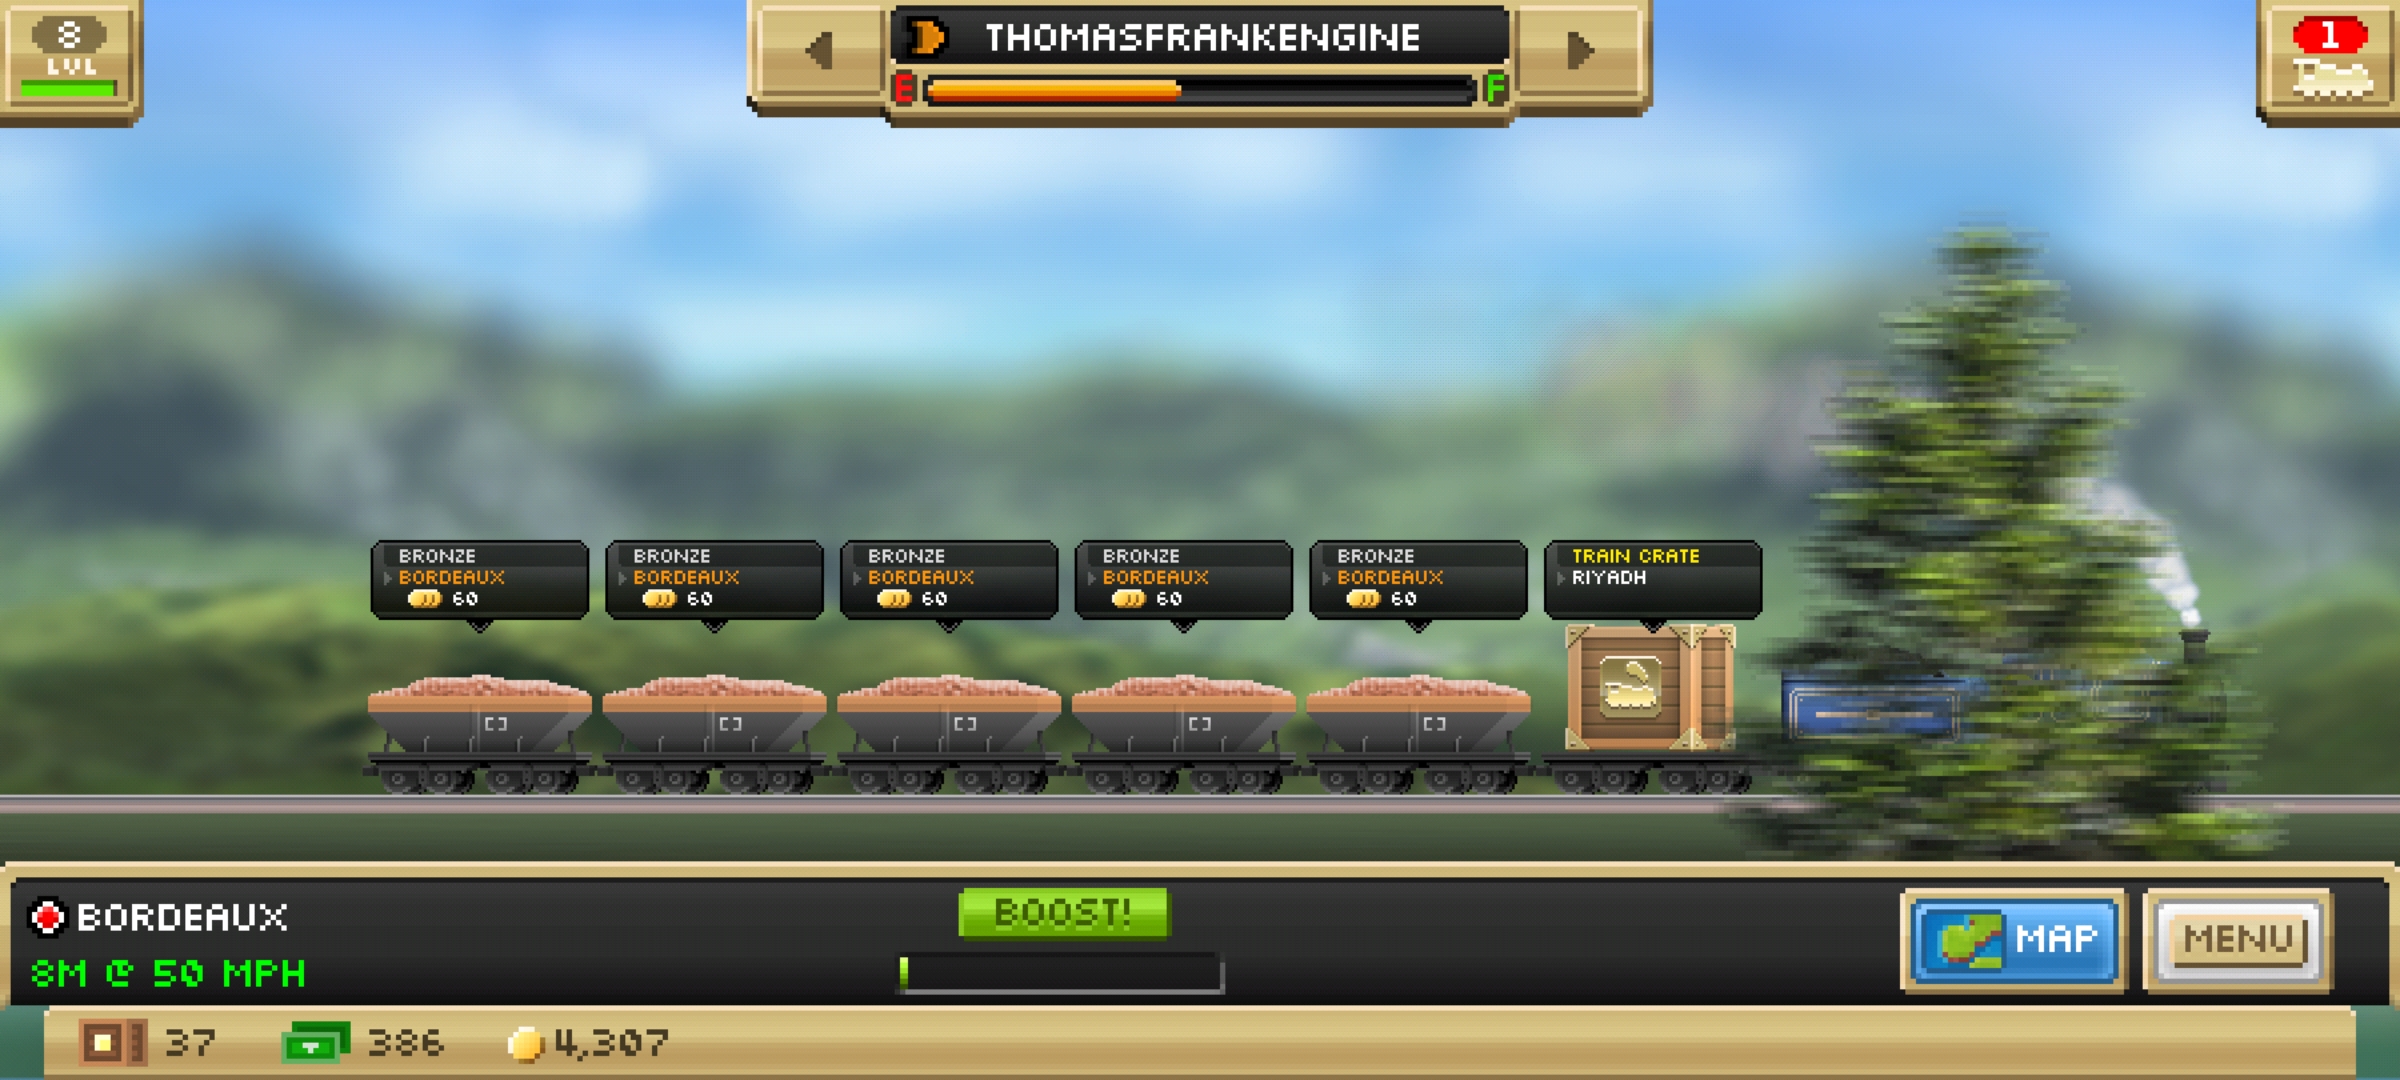 8
LVL
THOMASFRANKENGINE
E F
1
BRONZE
BORDEAUX
60
BRONZE
BORDEAUX
60
BRONZE
BORDEAUX
60
BRONZE
BORDEAUX
60
BRONZE
BORDEAUX
60
TRAIN CRATE
RIYADH
BORDEAUX
8M @ 50 MPH
BOOST!
MAP
MENU
37 386 4,307